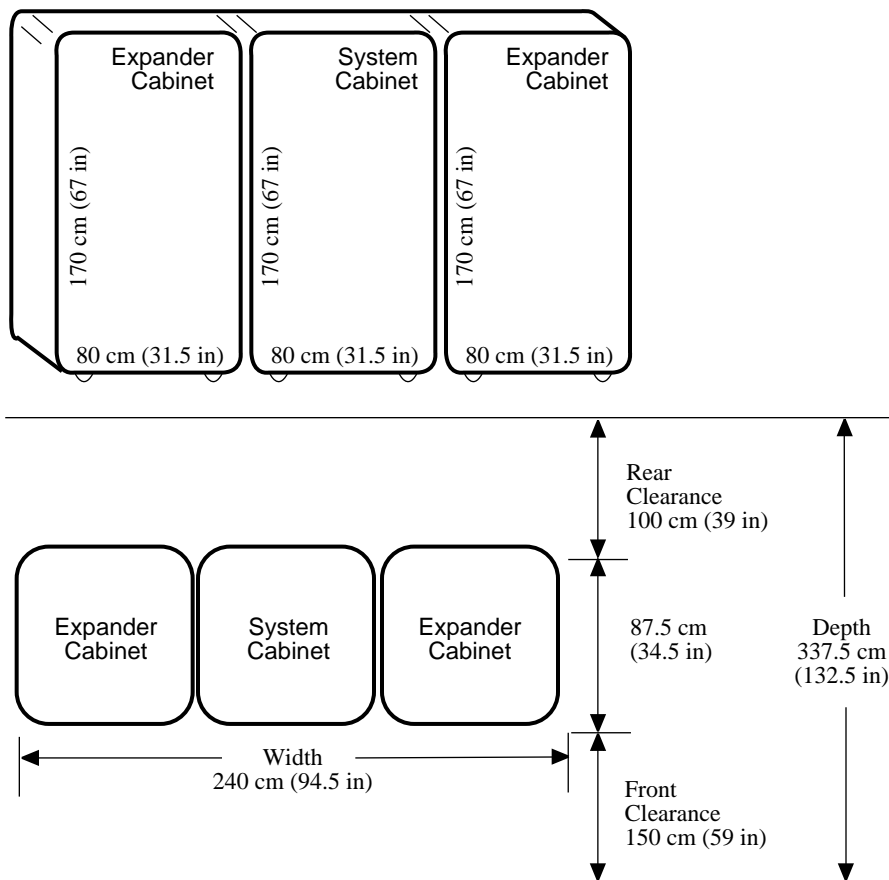 Expander
Cabinet
System
Cabinet
Expander
Cabinet
170 cm (67 in)
170 cm (67 in)
170 cm (67 in)
80 cm (31.5 in)
80 cm (31.5 in)
80 cm (31.5 in)
Rear
Clearance
100 cm (39 in)
Expander
Cabinet
System
Cabinet
Expander
Cabinet
87.5 cm
(34.5 in)
Depth
337.5 cm
(132.5 in)
Width
240 cm (94.5 in)
Front
Clearance
150 cm (59 in)